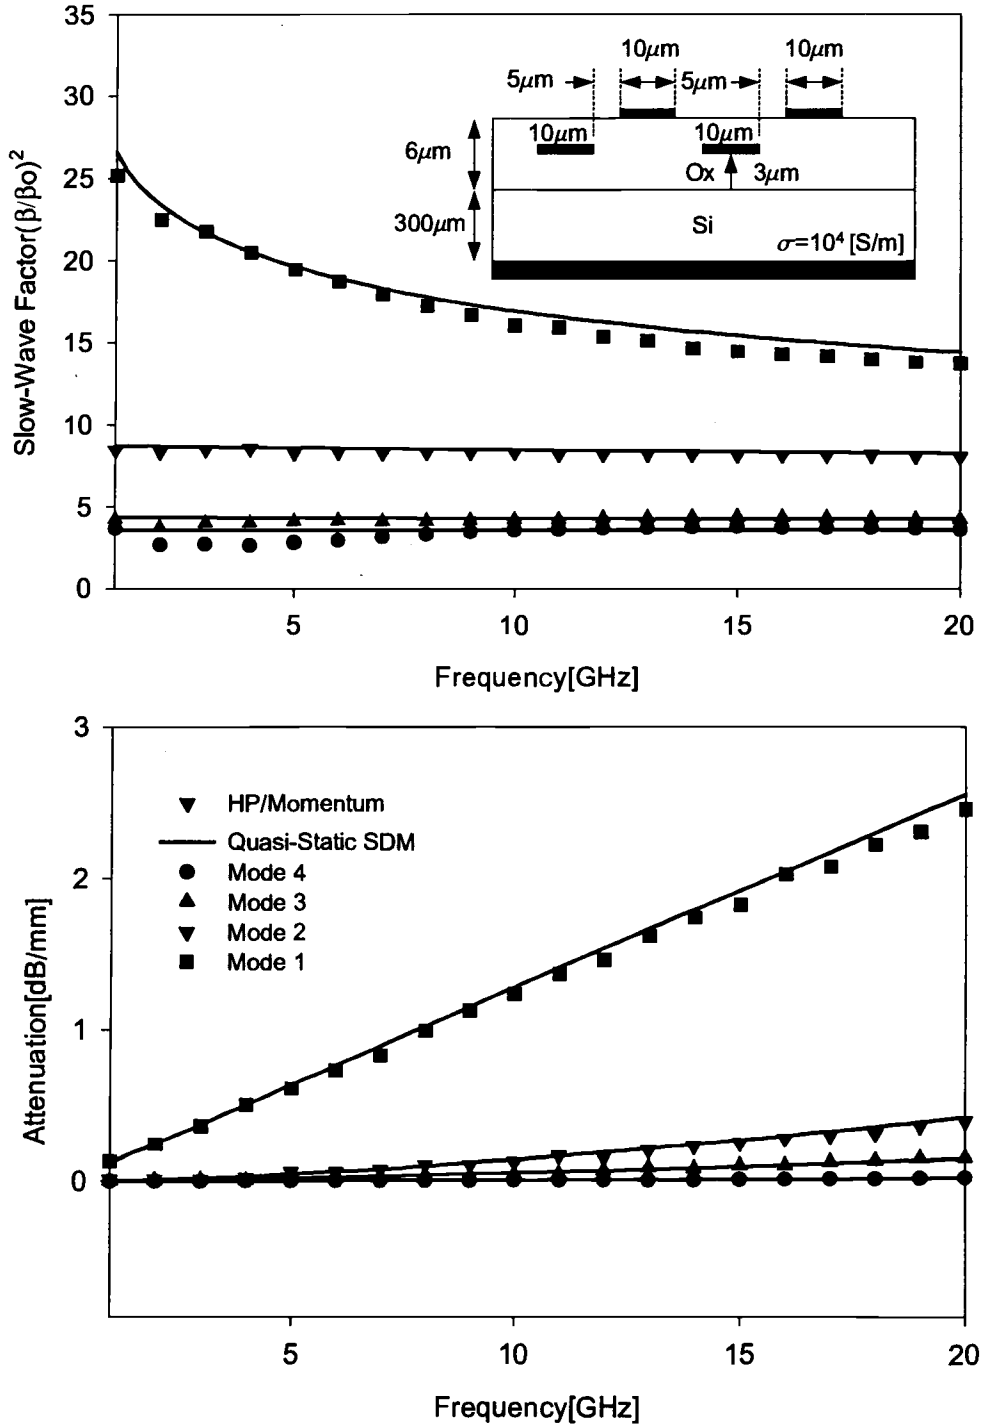 35
30
25
20
15
10
5
0
Slow-Wave Factor(β/βo)²
10μm
10μm
5μm
5μm
10μm
10μm
6μm
Ox
3μm
300μm
Si
σ=10⁴ [S/m]
5
10
15
20
Frequency[GHz]
3
2
1
0
Attenuation[dB/mm]
HP/Momentum
Quasi-Static SDM
Mode 4
Mode 3
Mode 2
Mode 1
5
10
15
20
Frequency[GHz]